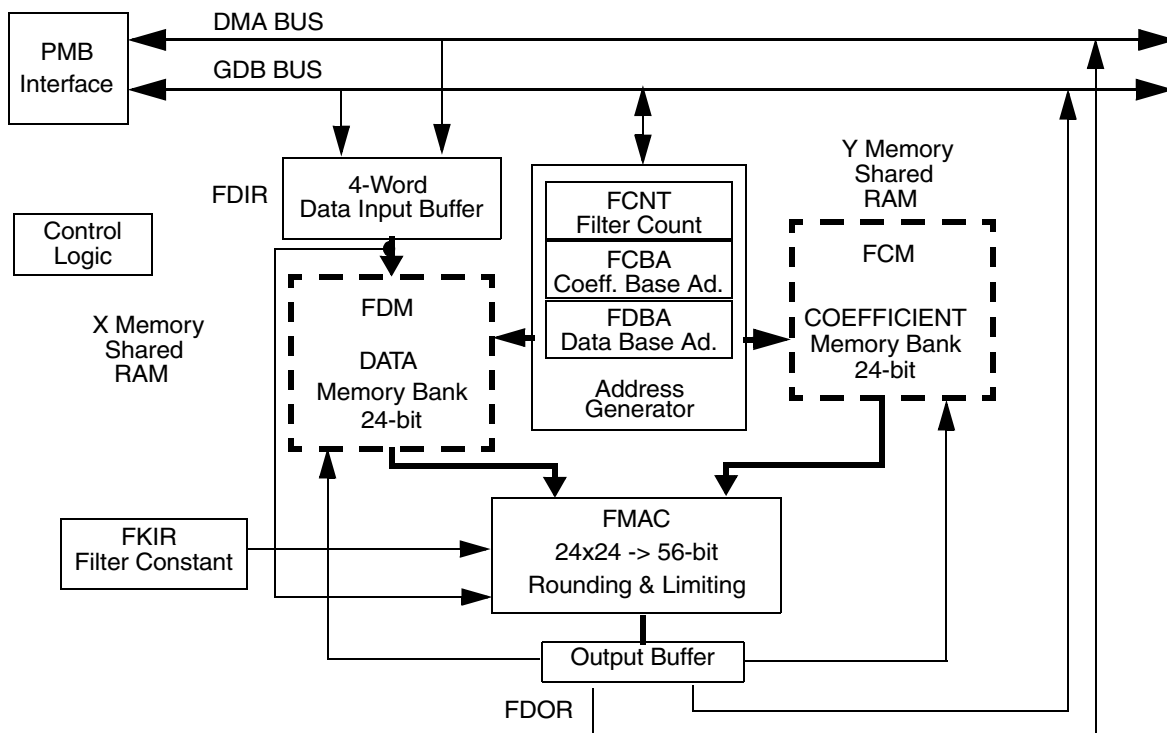 DMA BUS
PMB
Interface
GDB BUS
Y Memory
Shared
RAM
FDIR
4-Word
Data Input Buffer
FCNT
Filter Count
Control
Logic
FCBA
Coeff. Base Ad.
FCM
FDM
X Memory
Shared
RAM
FDBA
Data Base Ad.
COEFFICIENT
Memory Bank
24-bit
DATA
Memory Bank
24-bit
Address
Generator
FKIR
Filter Constant
FMAC
24x24 -> 56-bit
Rounding & Limiting
Output Buffer
FDOR